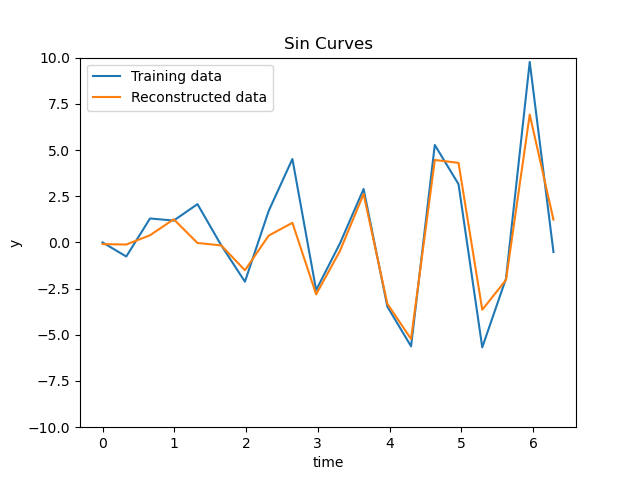 Sin Curves
Training data
Reconstructed data
y
10.0
7.5
5.0
2.5
0.0
−2.5
−5.0
−7.5
−10.0
0 1 2 3 4 5 6
time